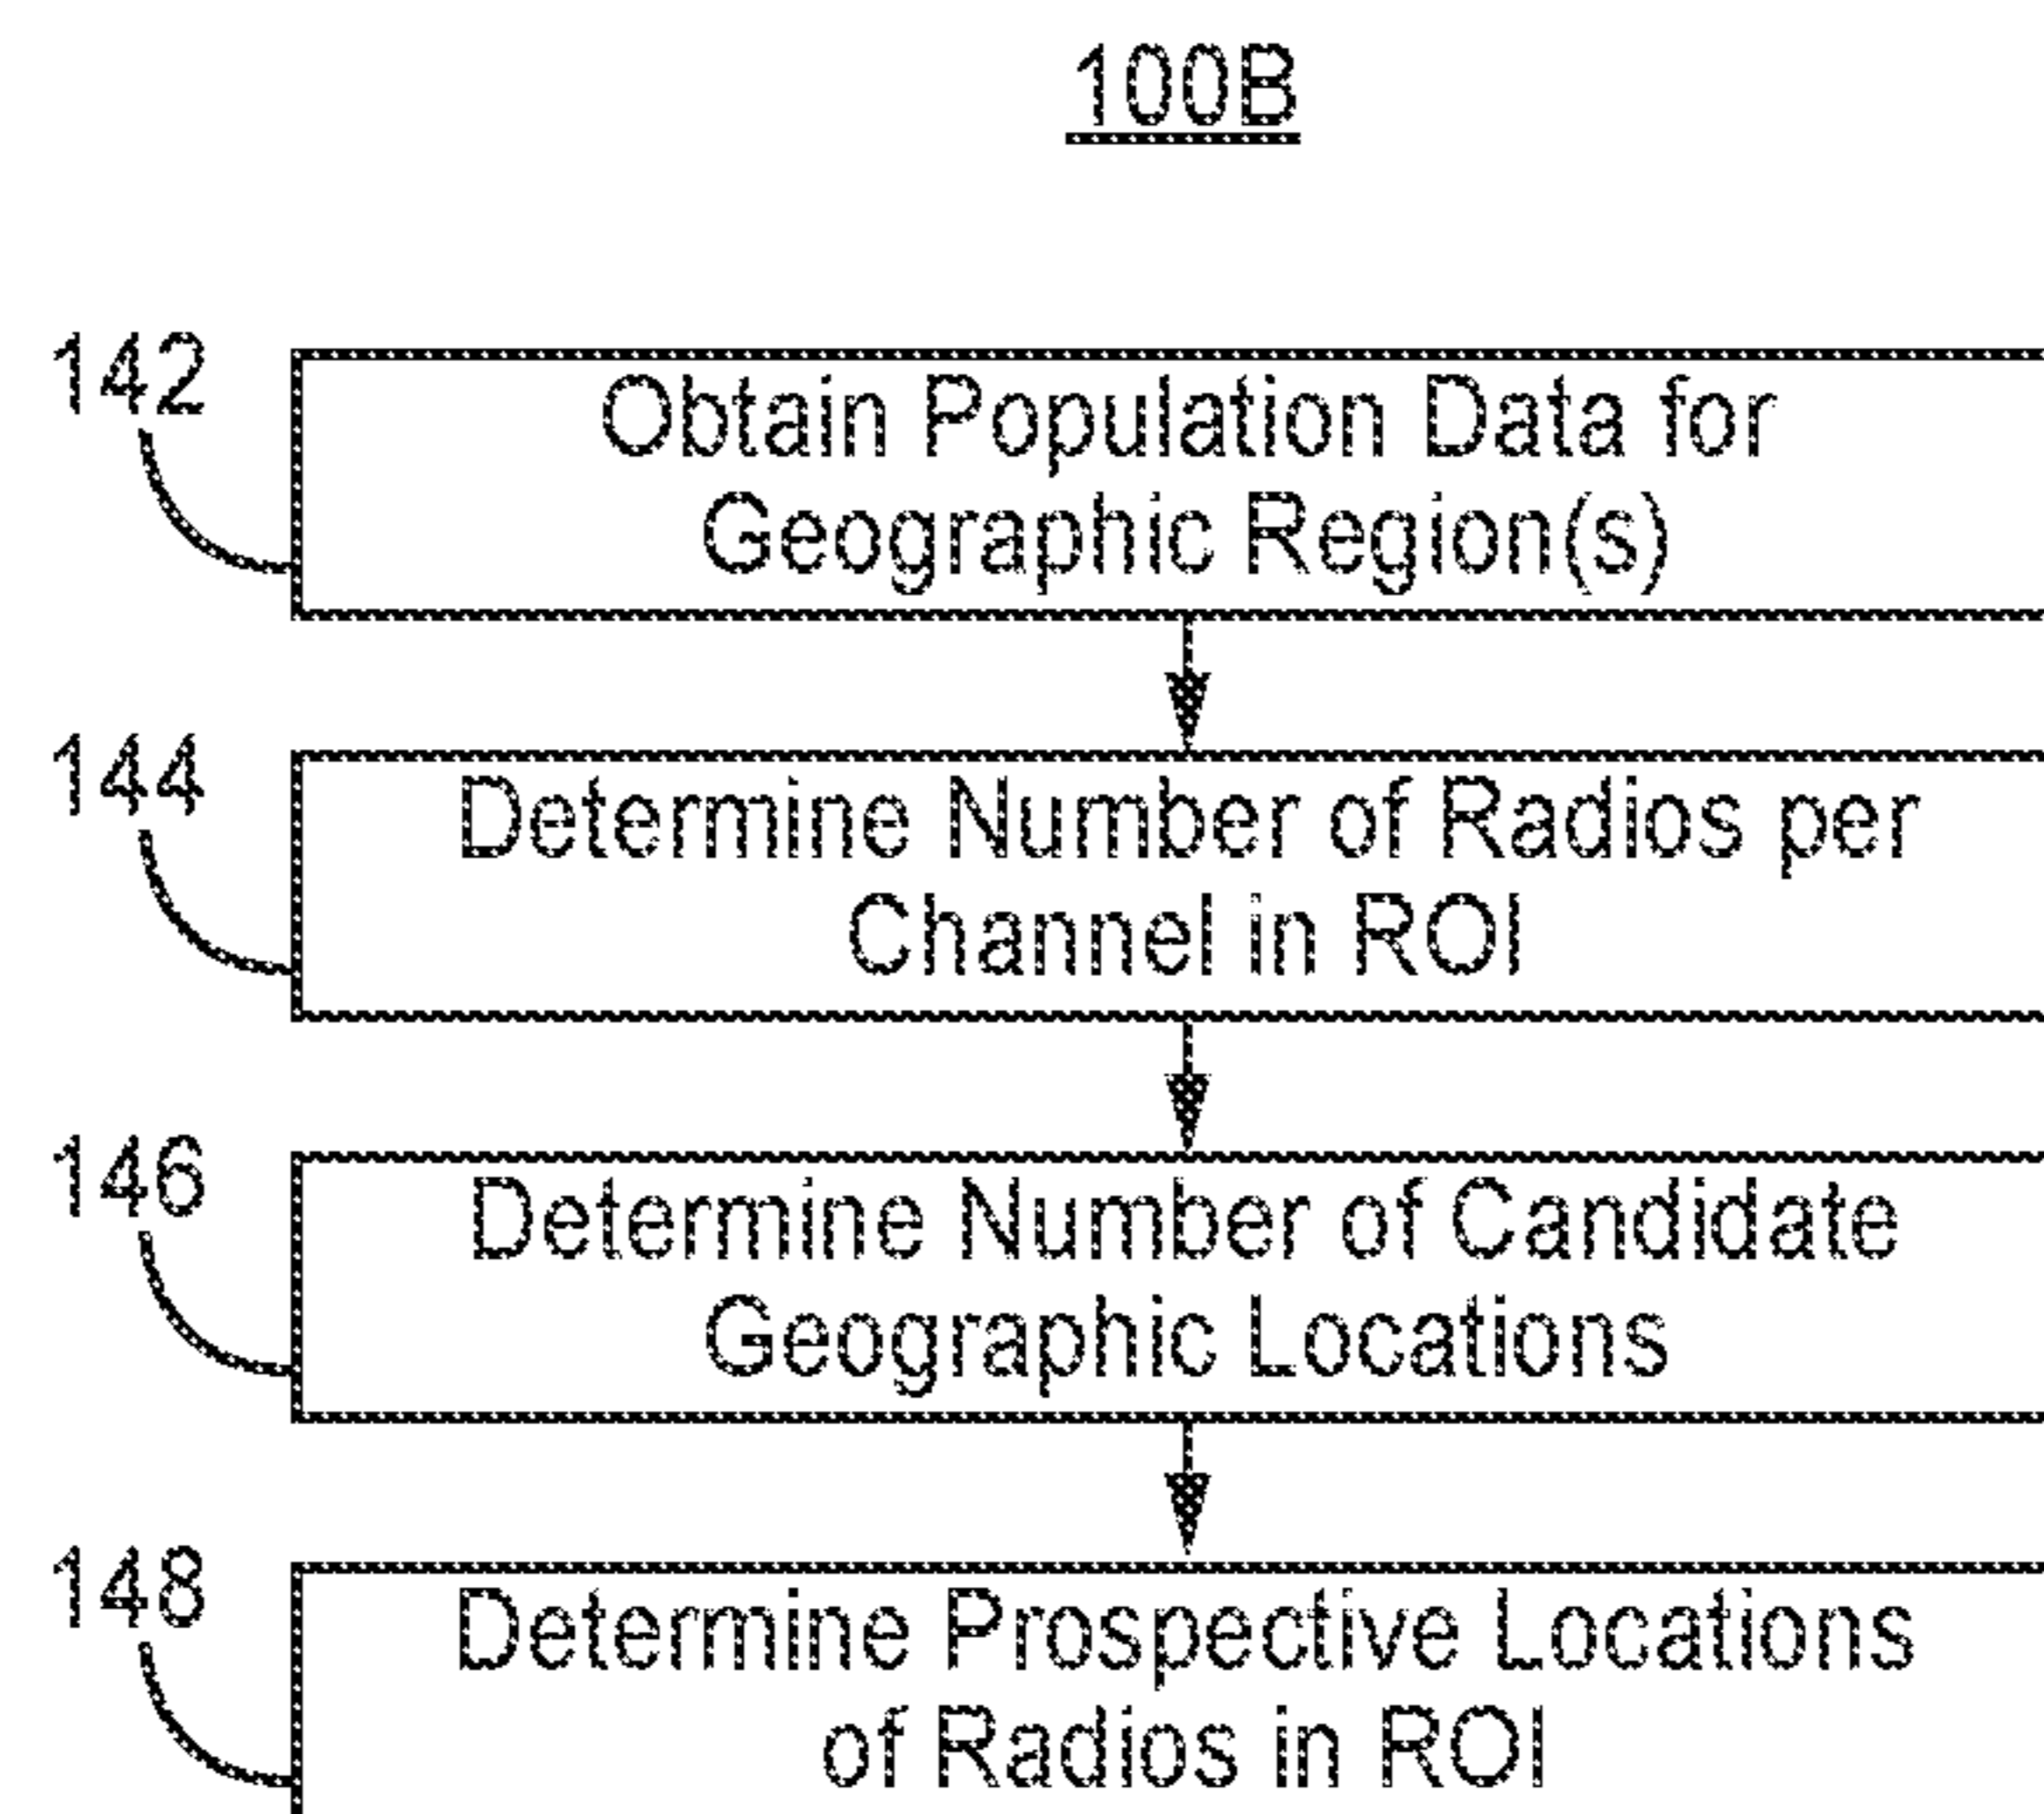 100B
142
Obtain Population Data for
Geographic Region(s)
144
Determine Number of Radios per
Channel in ROI
146
Determine Number of Candidate
Geographic Locations
148
Determine Prospective Locations
of Radios in ROI